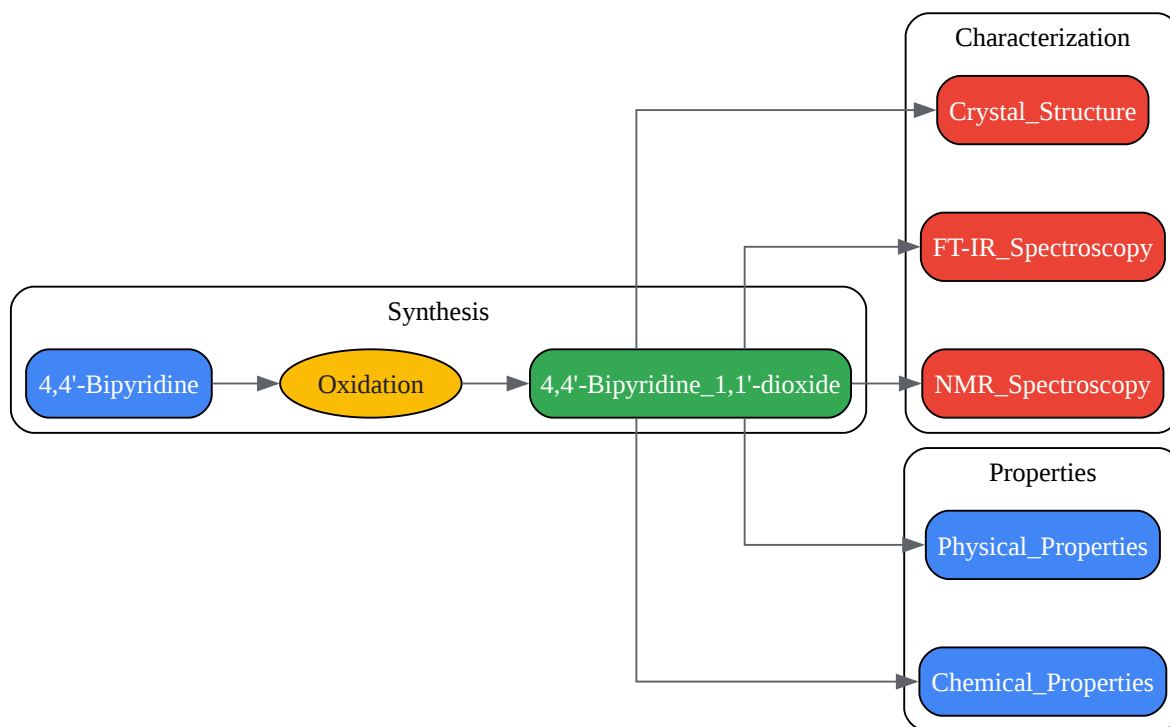 Characterization
Crystal_Structure
FT-IR_Spectroscopy
NMR_Spectroscopy
Synthesis
4,4'-Bipyridine
Oxidation
4,4'-Bipyridine_1,1'-dioxide
Properties
Physical_Properties
Chemical_Properties